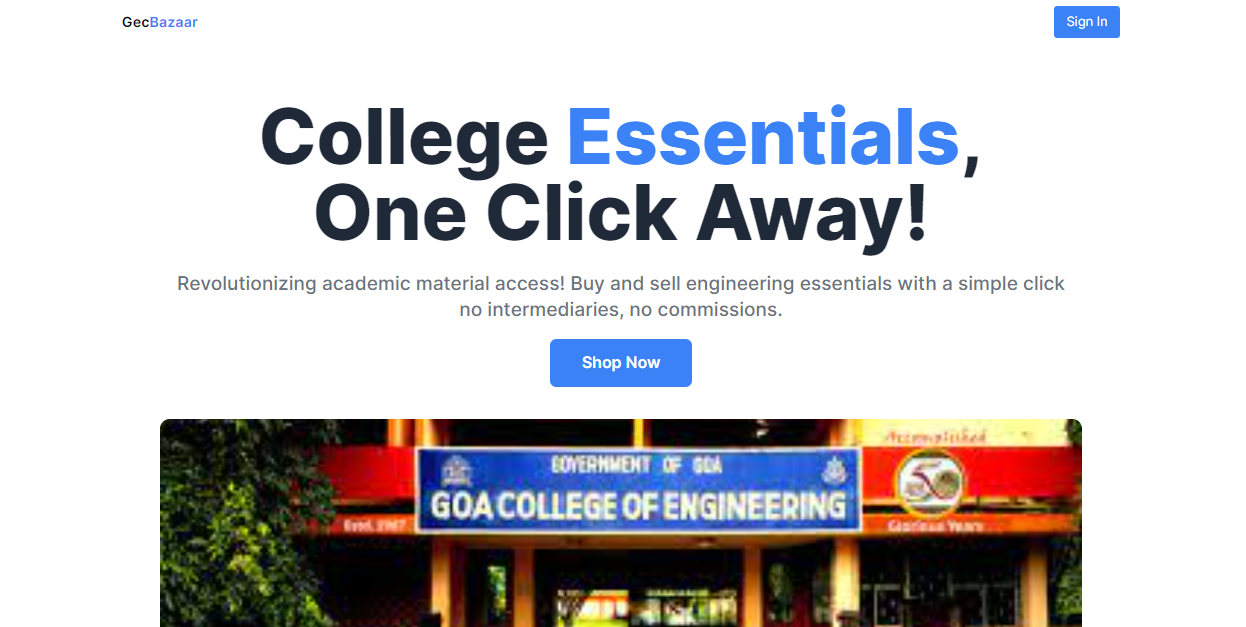 GecBazaar
Sign In
College Essentials,
One Click Away!
Revolutionizing academic material access! Buy and sell engineering essentials with a simple click
no intermediaries, no commissions.
Shop Now
Accomplished
GOVERNMENT OF GOA
50
GOA COLLEGE OF ENGINEERING
Estd. 1967
Glorious Years